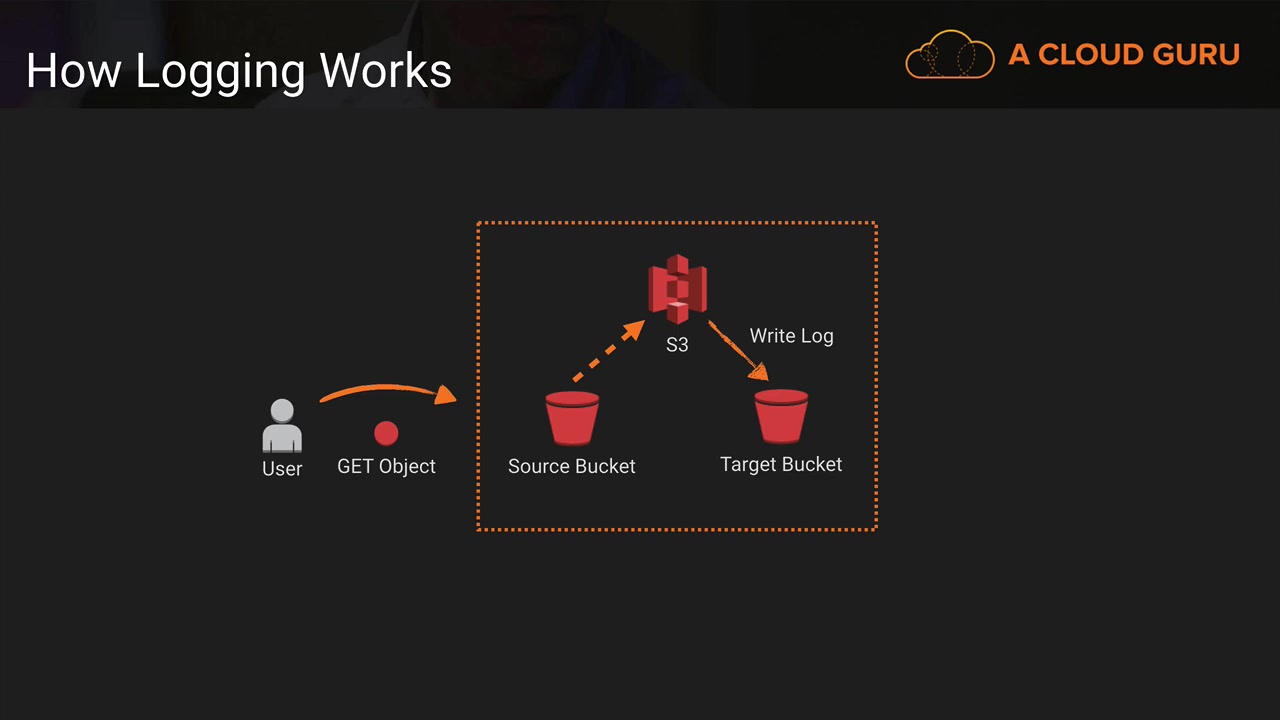 How Logging Works
A CLOUD GURU
S3
Write Log
User
GET Object
Source Bucket
Target Bucket